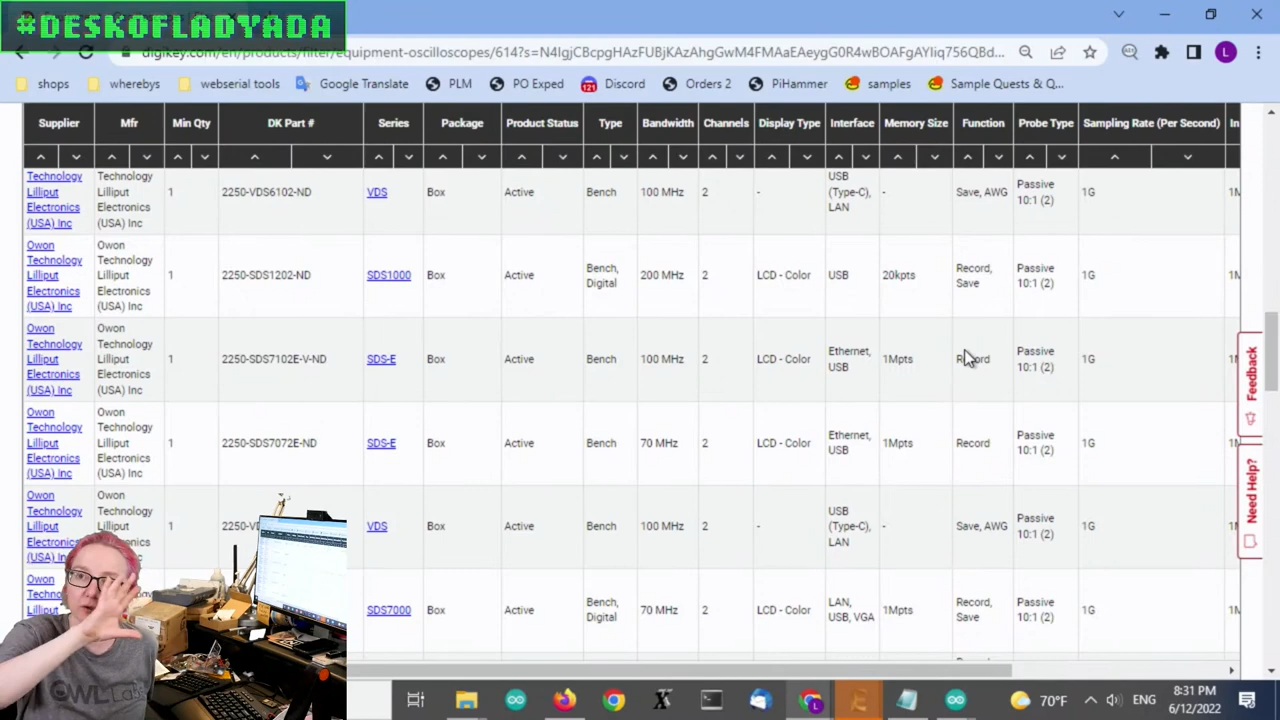 #DESKOFLADYADA
digikey.com/en/products/filter/equipment-oscilloscopes/614?s=
L
shops
wherebys
webserial tools
Google Translate
PLM
PO Exped
121
Discord
Orders 2
PiHammer
samples
Sample Quests & Q...
Supplier Mfr Min Qty DK Part # Series Package Product Status Type Bandwidth Channels Display Type Interface Memory Size Function Probe Type Sampling Rate (Per Second) In
Technology
Lilliput
Electronics
(USA) Inc
Technology
Lilliput
Electronics
(USA) Inc
1
2250-VDS6102-ND
VDS
Box
Active
Bench
100 MHz
2
-
USB
(Type-C),
LAN
-
Save, AWG
Passive
10:1 (2)
1G
Owon
Technology
Lilliput
Electronics
(USA) Inc
Owon
Technology
Lilliput
Electronics
(USA) Inc
1
2250-SDS1202-ND
SDS1000
Box
Active
Bench,
Digital
200 MHz
2
LCD - Color
USB
20kpts
Record,
Save
Passive
10:1 (2)
1G
Owon
Technology
Lilliput
Electronics
(USA) Inc
Owon
Technology
Lilliput
Electronics
(USA) Inc
1
2250-SDS7102E-V-ND
SDS-E
Box
Active
Bench
100 MHz
2
LCD - Color
Ethernet,
USB
1Mpts
Record
Passive
10:1 (2)
1G
Owon
Technology
Lilliput
Electronics
(USA) Inc
Owon
Technology
Lilliput
Electronics
(USA) Inc
1
2250-SDS7072E-ND
SDS-E
Box
Active
Bench
70 MHz
2
LCD - Color
Ethernet,
USB
1Mpts
Record
Passive
10:1 (2)
1G
Owon
Technology
Lilliput
Electronics
(USA) Inc
Owon
Technology
Lilliput
Electronics
(USA) Inc
1
VDS
Box
Active
Bench
100 MHz
2
-
USB
(Type-C),
LAN
-
Save, AWG
Passive
10:1 (2)
1G
Owon
Lilliput
SDS7000
Box
Active
Bench,
Digital
70 MHz
2
LCD - Color
LAN,
USB, VGA
1Mpts
Record,
Save
Passive
10:1 (2)
1G
Feedback
Need Help?
70°F
ENG
8:31 PM
6/12/2022